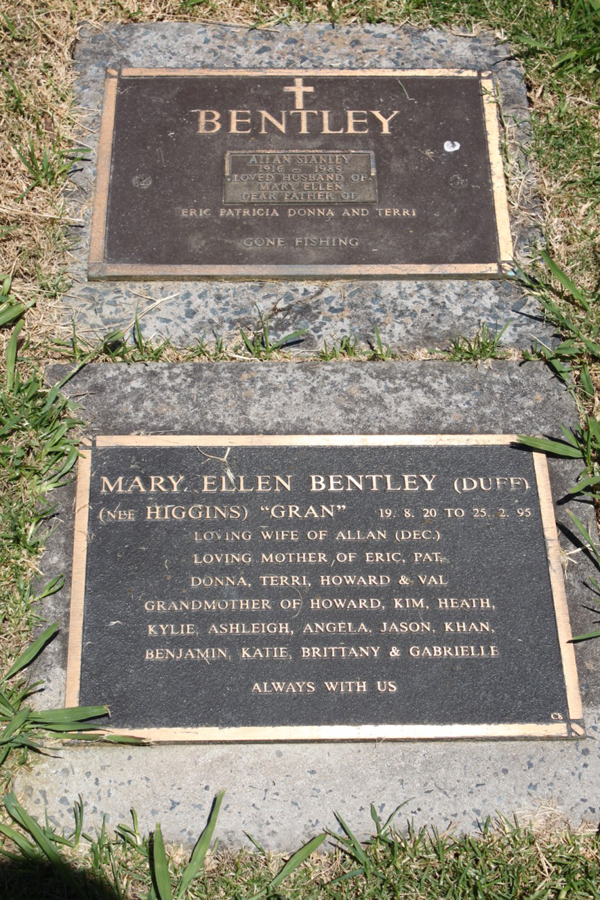 BENTLEY
ALLAN STANLEY
1916 - 1989
LOVED HUSBAND OF
MARY ELLEN
DEAR FATHER OF
ERIC PATRICIA DONNA AND TERRI
GONE FISHING
MARY ELLEN BENTLEY (DUFF)
(NEE HIGGINS) "GRAN" 19. 8. 20 TO 25. 2. 95
LOVING WIFE OF ALLAN (DEC.)
LOVING MOTHER OF ERIC, PAT,
DONNA, TERRI, HOWARD & VAL
GRANDMOTHER OF HOWARD, KIM, HEATH,
KYLIE, ASHLEIGH, ANGELA, JASON, KHAN,
BENJAMIN, KATIE, BRITTANY & GABRIELLE
ALWAYS WITH US